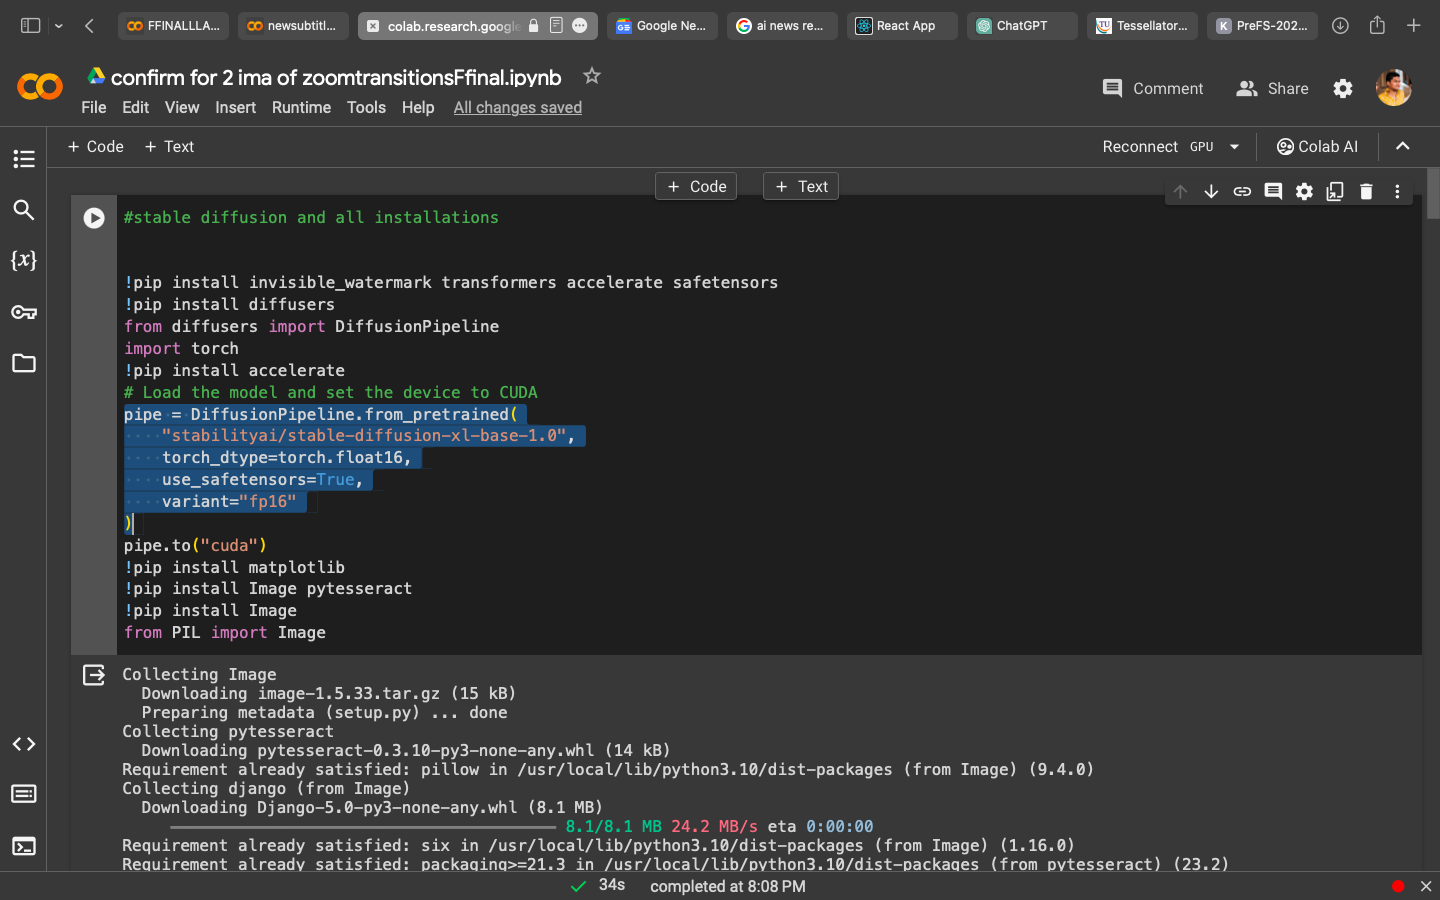 FFINALLLA...
newsubtitl...
colab.research.google
Google Ne...
ai news re...
React App
ChatGPT
Tessellator...
K PreFS-202...
confirm for 2 ima of zoomtransitionsFfinal.ipynb
File Edit View Insert Runtime Tools Help All changes saved
Comment Share
+ Code + Text
Reconnect GPU Colab AI
+ Code + Text
#stable diffusion and all installations
!pip install invisible_watermark transformers accelerate safetensors
!pip install diffusers
from diffusers import DiffusionPipeline
import torch
!pip install accelerate
# Load the model and set the device to CUDA
pipe = DiffusionPipeline.from_pretrained(
    "stabilityai/stable-diffusion-xl-base-1.0",
    torch_dtype=torch.float16,
    use_safetensors=True,
    variant="fp16"
)
pipe.to("cuda")
!pip install matplotlib
!pip install Image pytesseract
!pip install Image
from PIL import Image
Collecting Image
  Downloading image-1.5.33.tar.gz (15 kB)
  Preparing metadata (setup.py) ... done
Collecting pytesseract
  Downloading pytesseract-0.3.10-py3-none-any.whl (14 kB)
Requirement already satisfied: pillow in /usr/local/lib/python3.10/dist-packages (from Image) (9.4.0)
Collecting django (from Image)
  Downloading Django-5.0-py3-none-any.whl (8.1 MB)
8.1/8.1 MB 24.2 MB/s eta 0:00:00
Requirement already satisfied: six in /usr/local/lib/python3.10/dist-packages (from Image) (1.16.0)
Requirement already satisfied: packaging>=21.3 in /usr/local/lib/python3.10/dist-packages (from pytesseract) (23.2)
34s completed at 8:08 PM